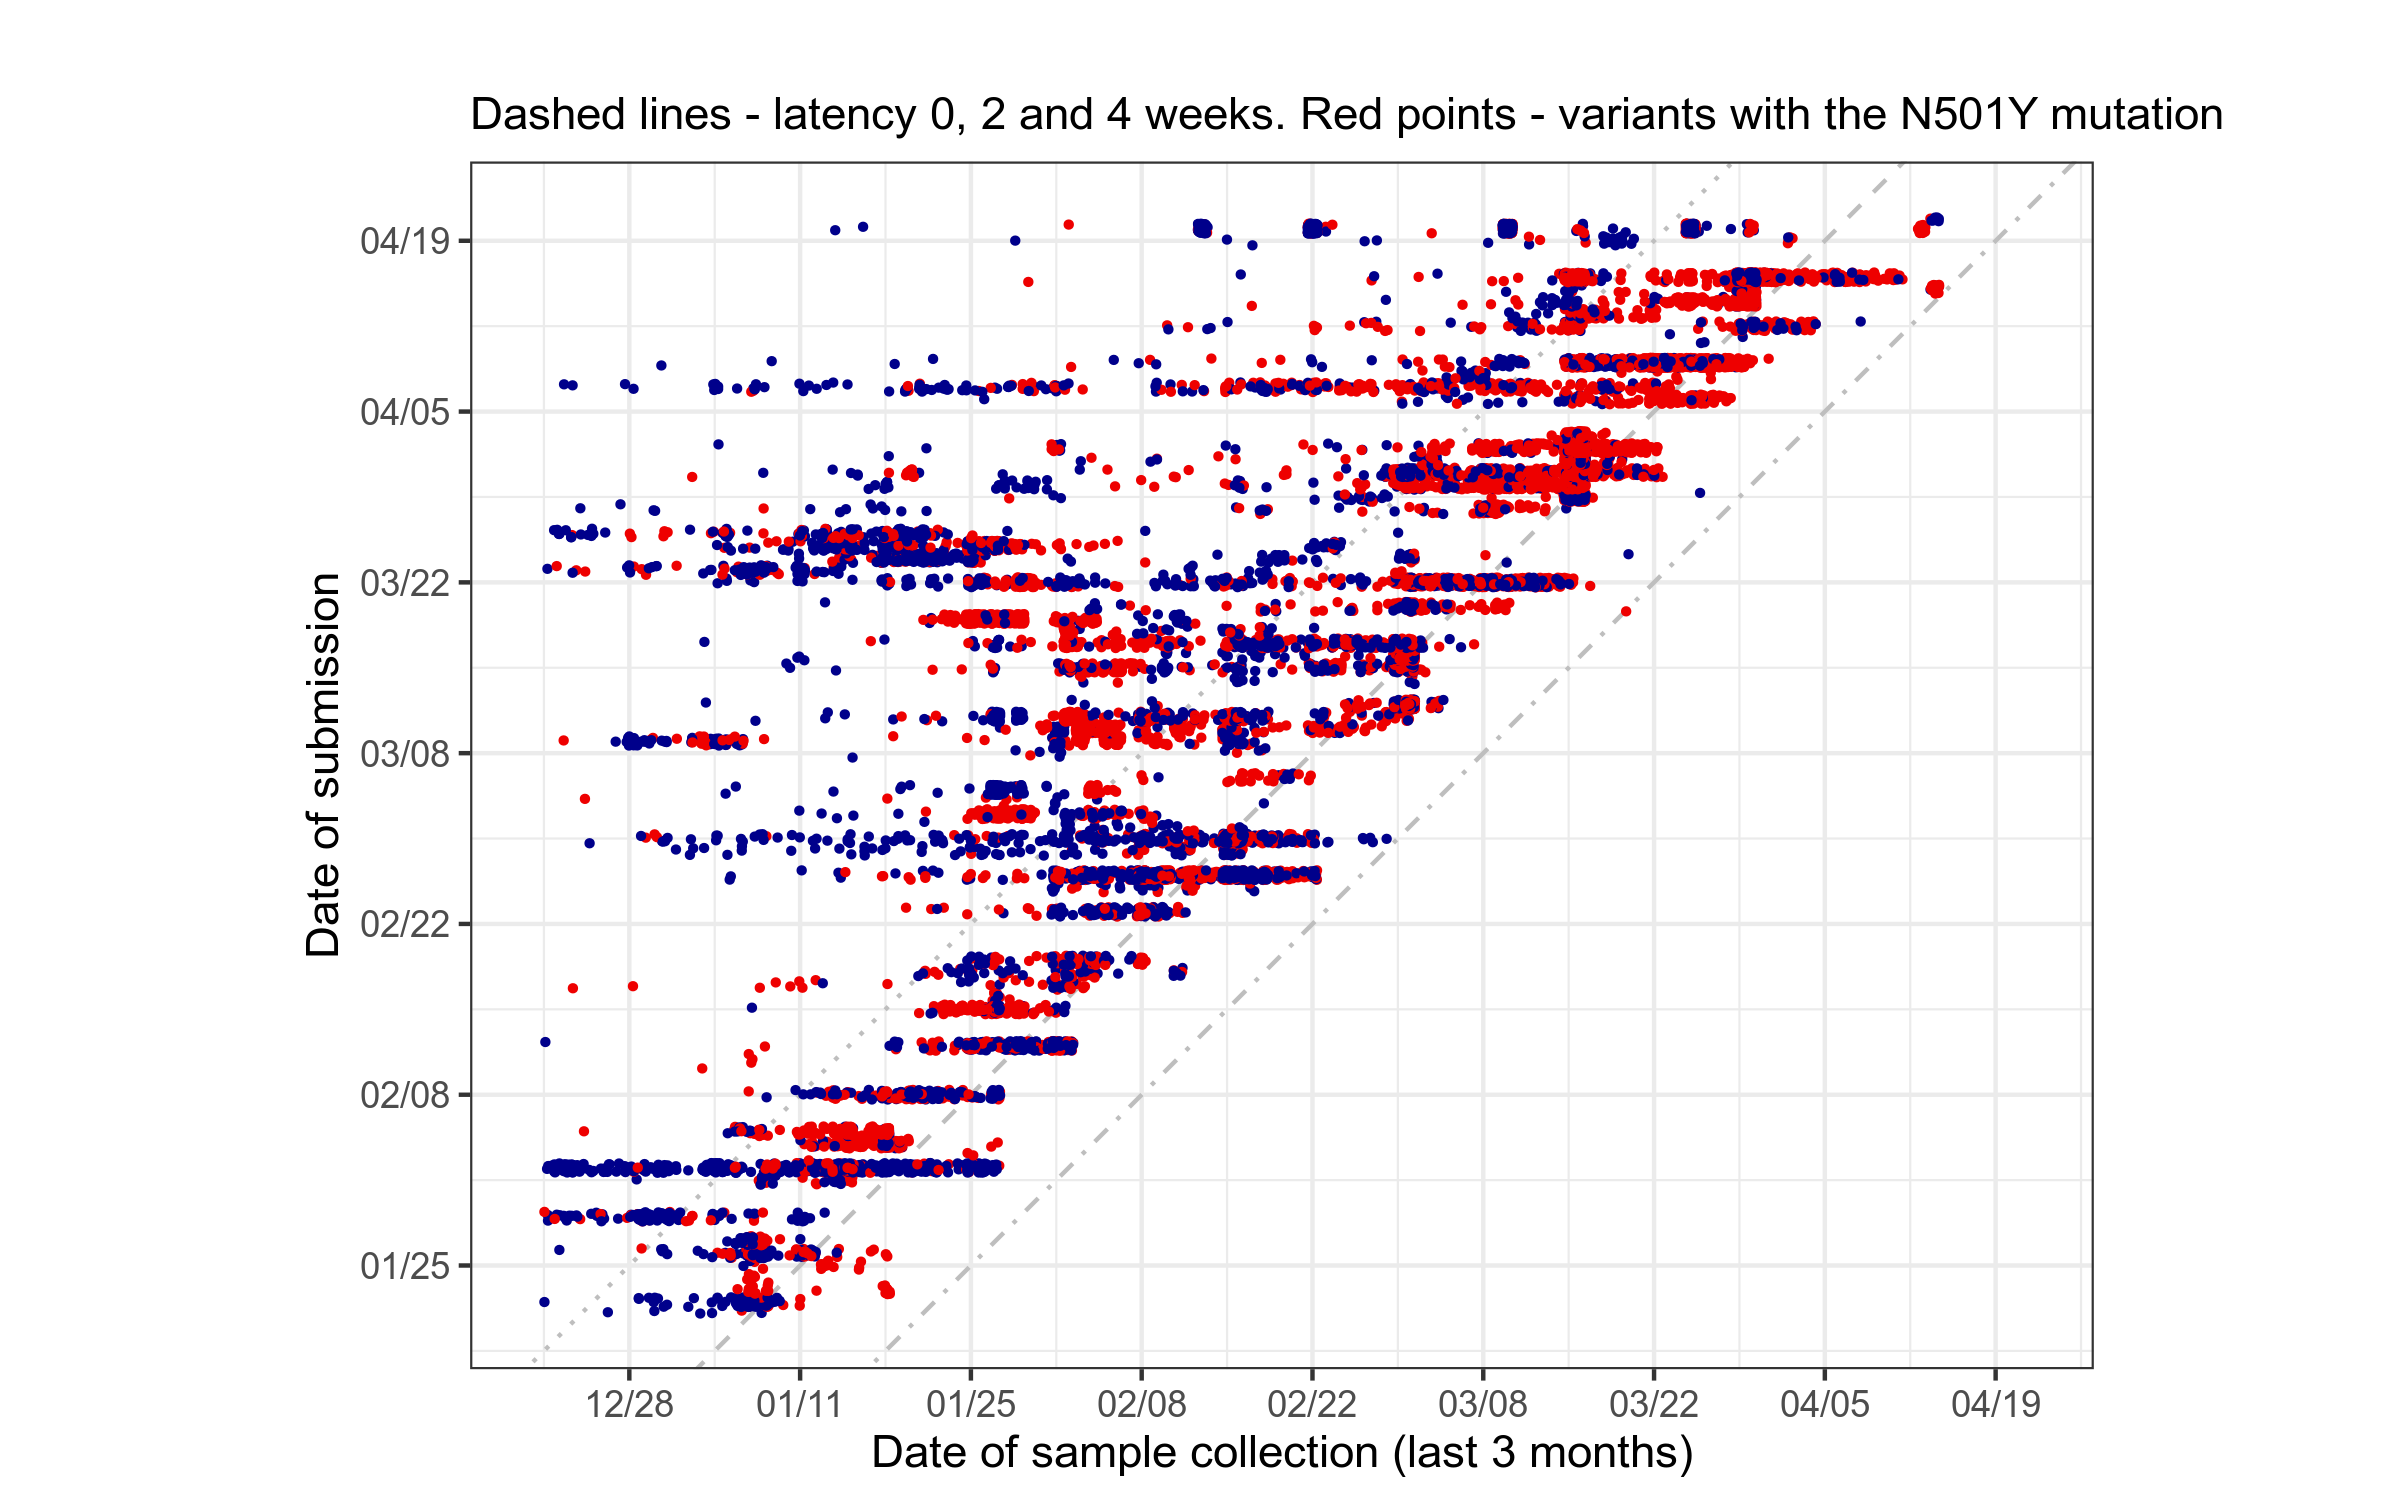 Dashed lines - latency 0, 2 and 4 weeks. Red points - variants with the N501Y mutation
Date of submission
04/19
04/05
03/22
03/08
02/22
02/08
01/25
12/28 01/11 01/25 02/08 02/22 03/08 03/22 04/05 04/19
Date of sample collection (last 3 months)